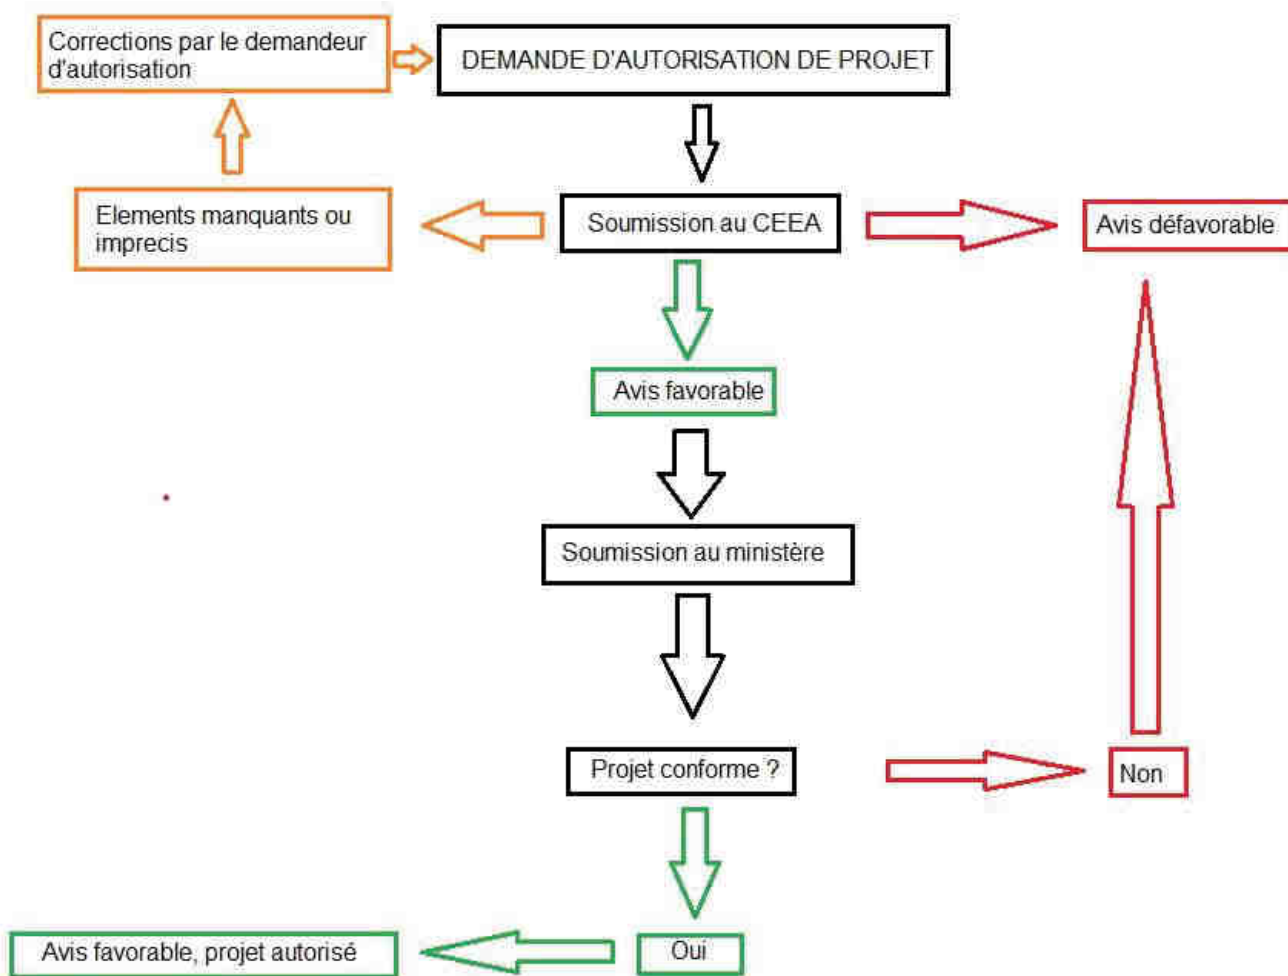 Corrections par le demandeur
d'autorisation
DEMANDE D'AUTORISATION DE PROJET
Elements manquants ou
imprecis
Soumission au CEEA
Avis défavorable
Avis favorable
Soumission au ministère
Projet conforme ?
Non
Avis favorable, projet autorisé
Oui